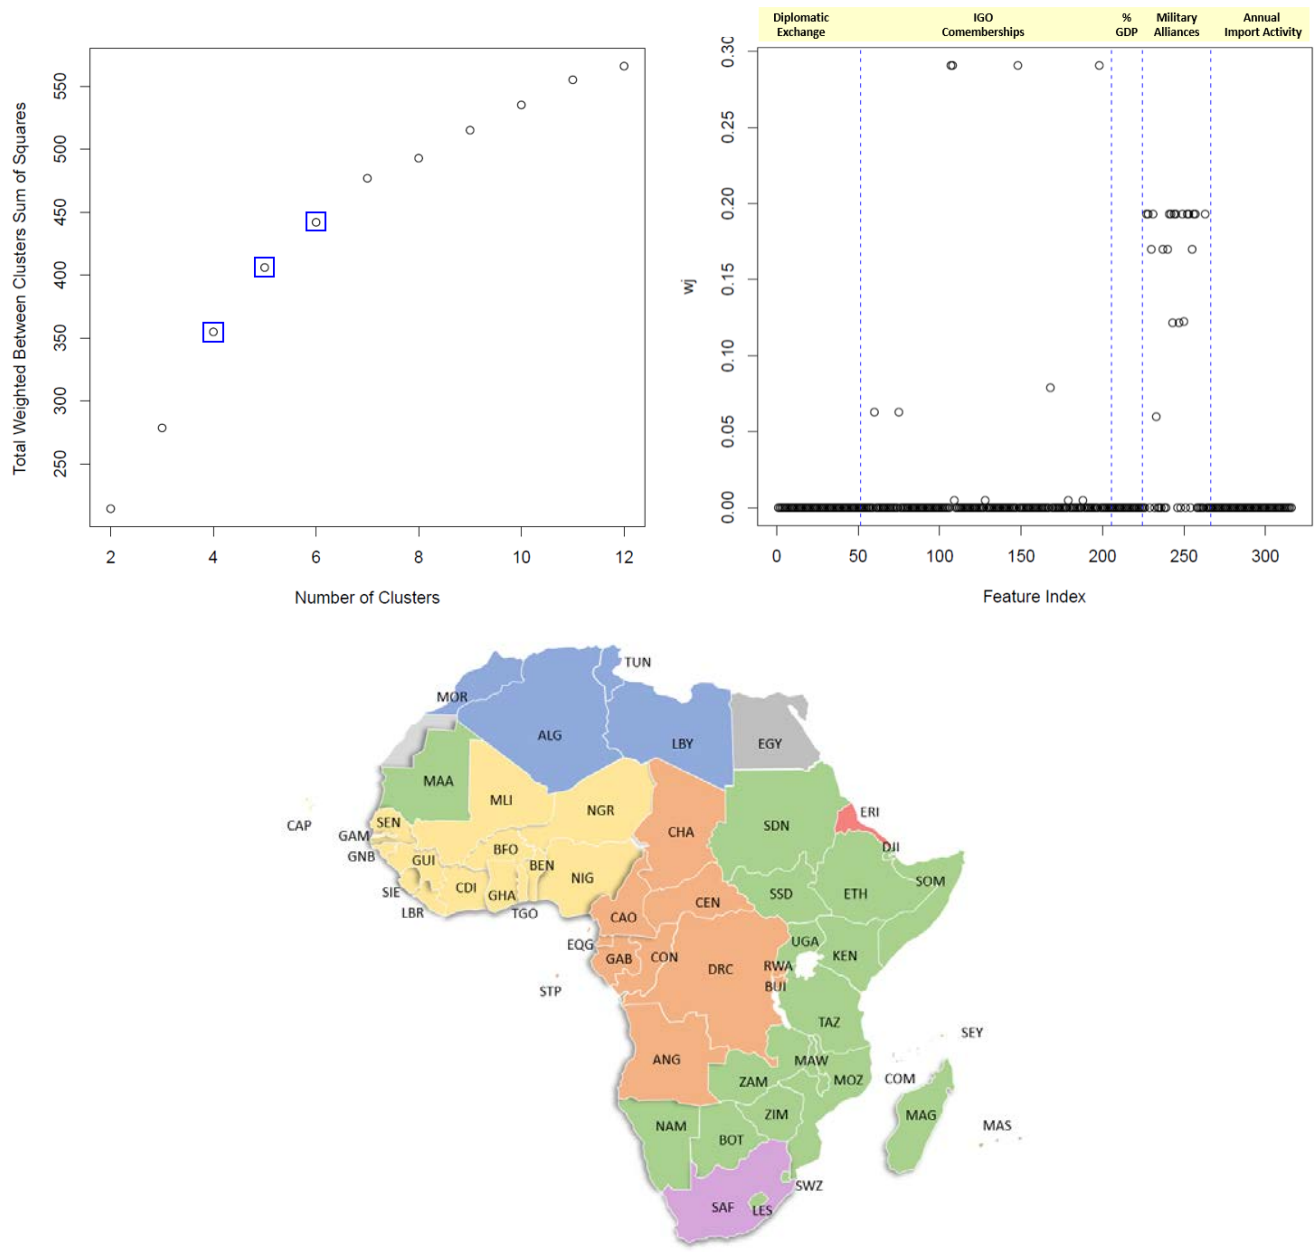 Diplomatic
Exchange
IGO
Comemberships
%
GDP
Military
Alliances
Annual
Import Activity
Total Weighted Between Clusters Sum of Squares
550
500
450
400
350
300
250
2
4
6
8
10
12
Number of Clusters
wj
0.30
0.25
0.20
0.15
0.10
0.05
0.00
0
50
100
150
200
250
300
Feature Index
TUN
MOR
ALG
LBY
EGY
MAA
MLI
NGR
CHA
SDN
ERI
CAP
SEN
GAM
GNB
GUI
BFO
BEN
DJI
SIE
CDI
GHA
NIG
SSD
ETH
SOM
LBR
TGO
CAO
CEN
EQG
GAB
CON
DRC
UGA
KEN
RWA
BUI
STP
TAZ
SEY
ANG
MAW
ZAM
MOZ
COM
MAG
MAS
NAM
ZIM
BOT
SWZ
SAF
LES